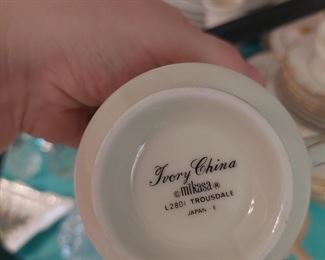 Ivory China
©mikasa®
L2801 TROUSDALE
JAPAN E